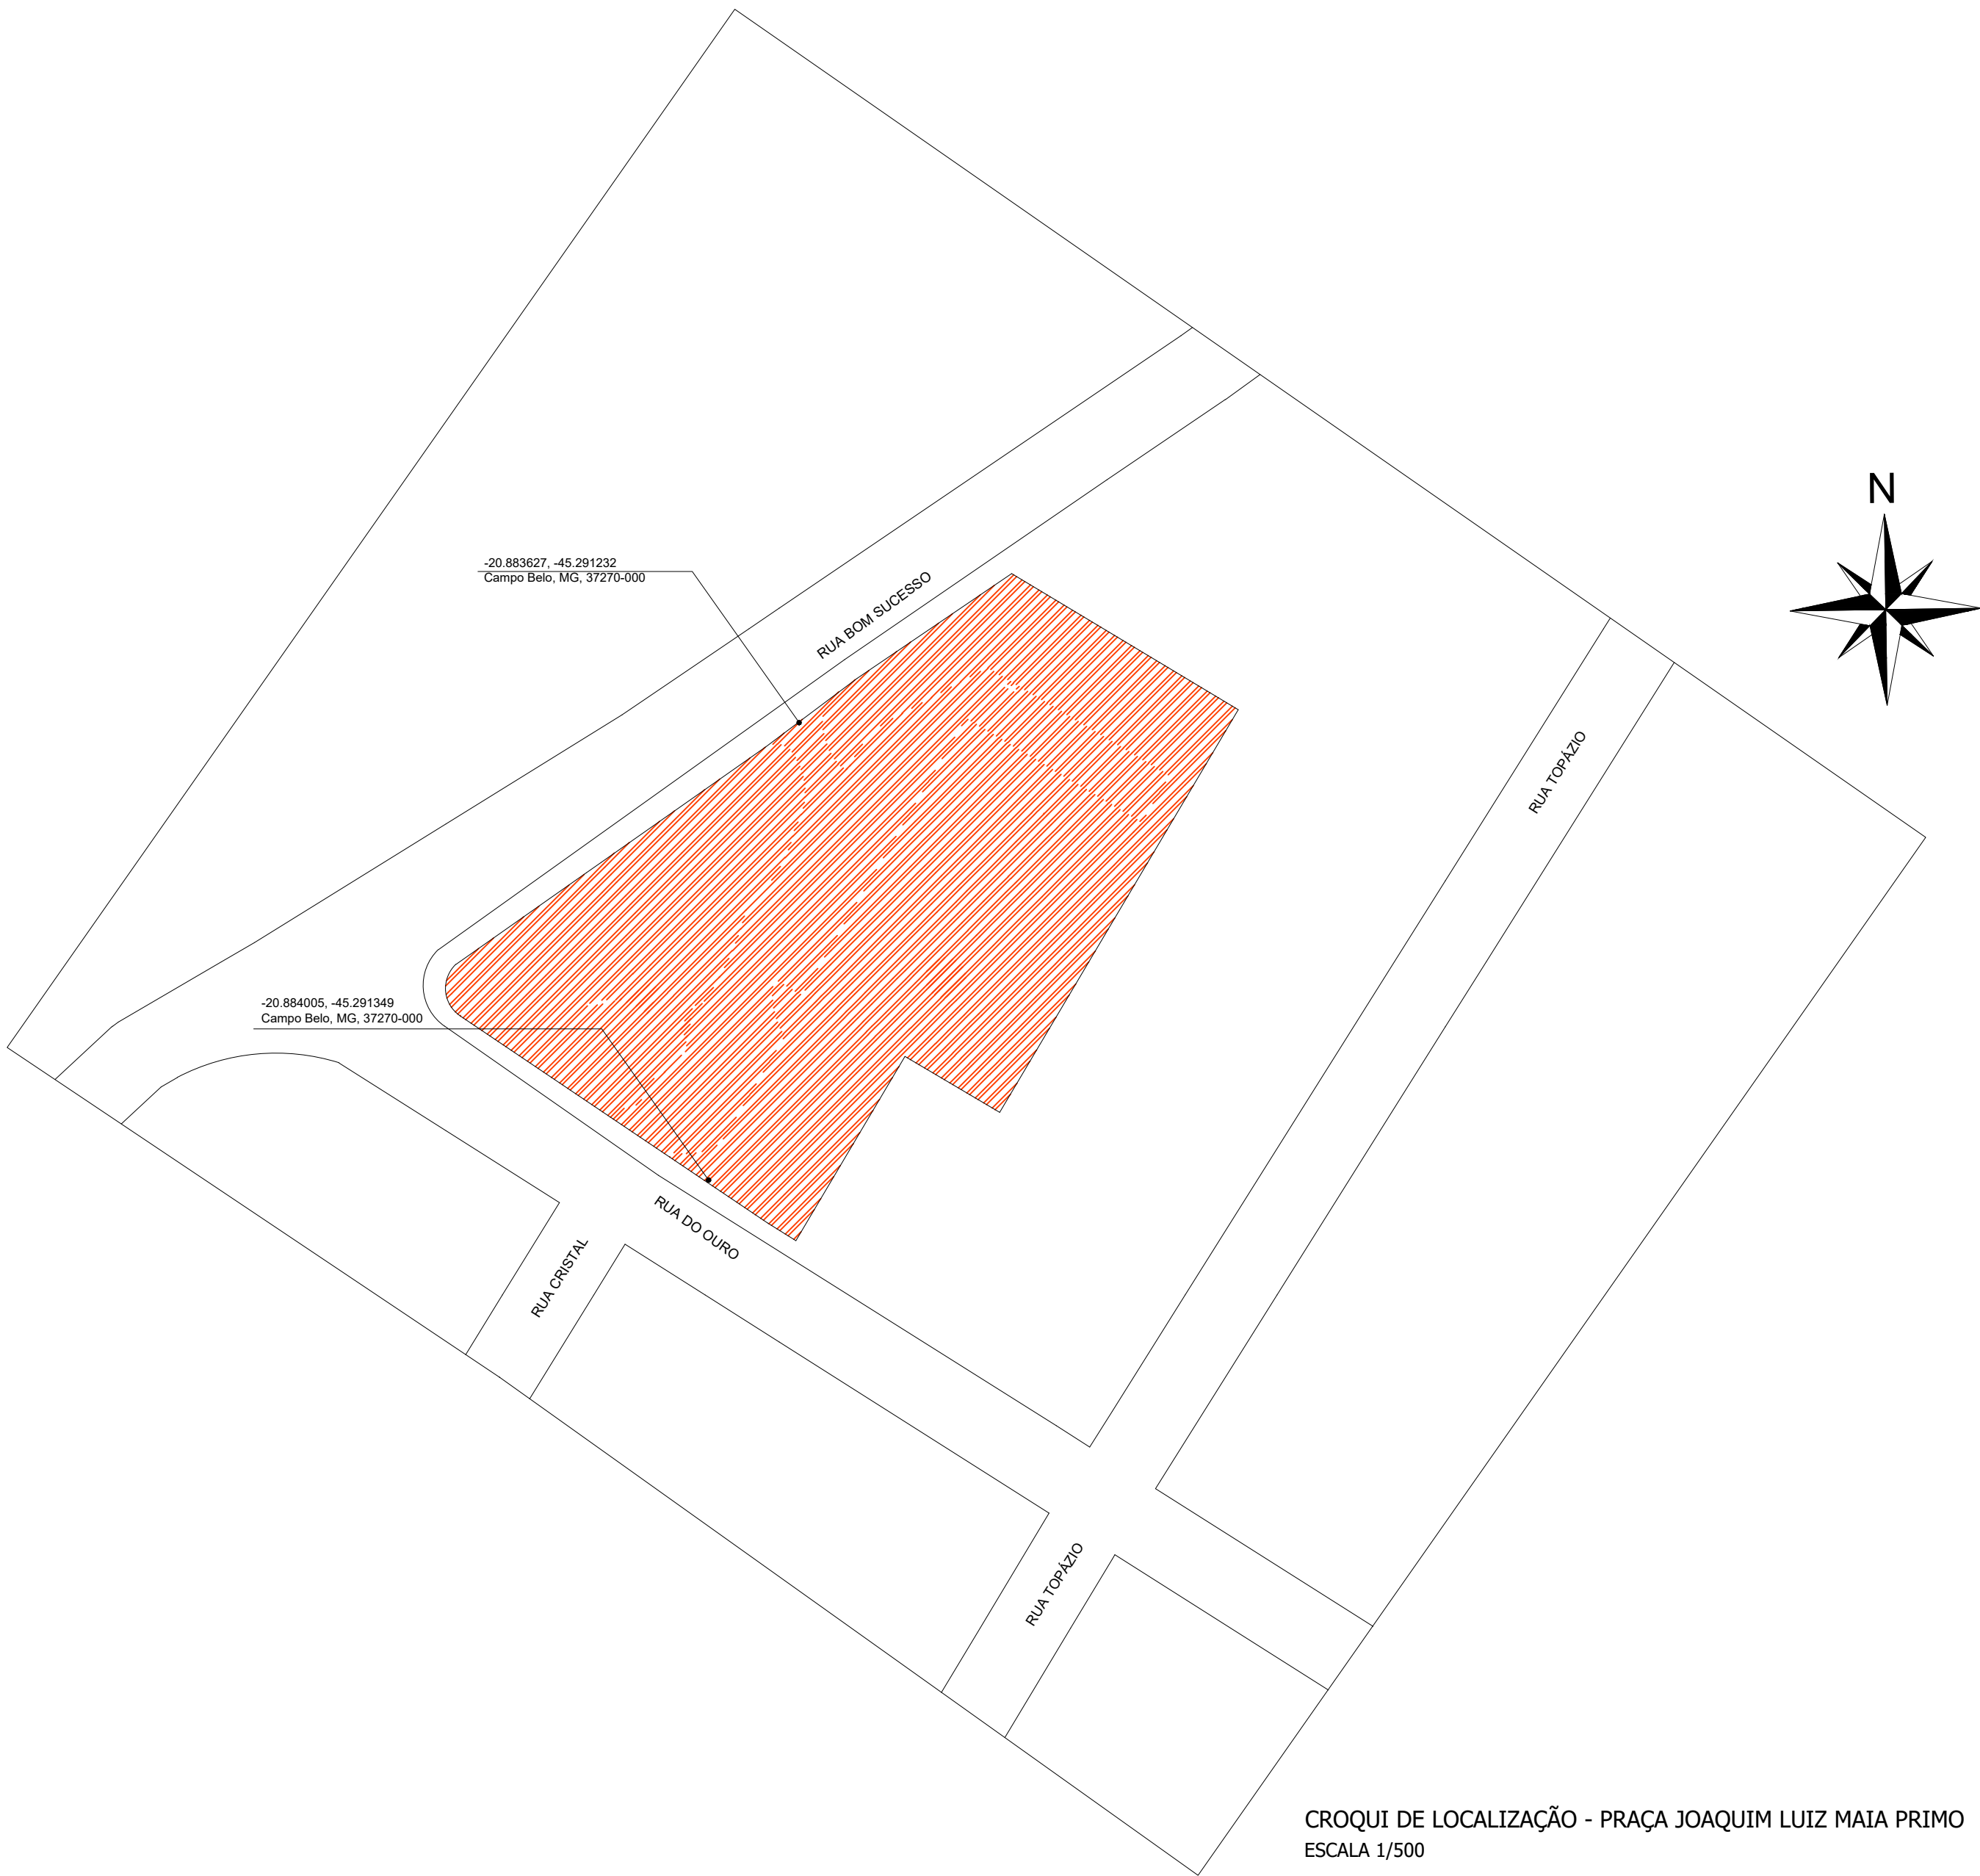 N
-20.883627, -45.291232
Campo Belo, MG, 37270-000
RUA BOM SUCESSO
RUA TOPÁZIO
-20.884005, -45.291349
Campo Belo, MG, 37270-000
RUA DO OURO
RUA CRISTAL
RUA TOPÁZIO
CROQUI DE LOCALIZAÇÃO - PRAÇA JOAQUIM LUIZ MAIA PRIMO
ESCALA 1/500